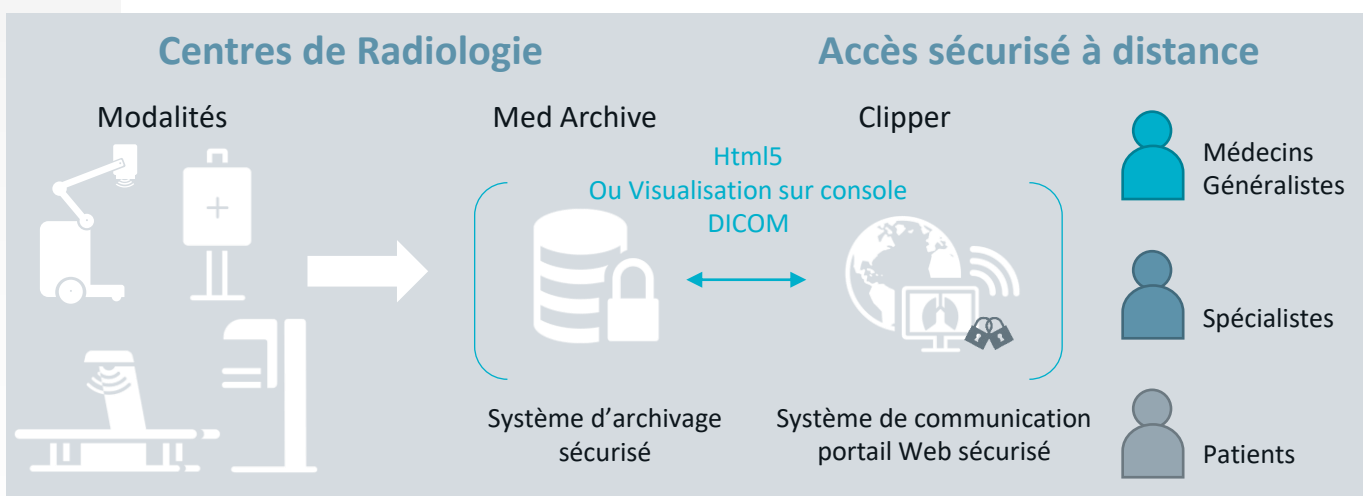 Centres de Radiologie
Accès sécurisé à distance
Modalités
Med Archive
Clipper
Html5
Ou Visualisation sur console
DICOM
Médecins
Généralistes
Spécialistes
Système d'archivage
sécurisé
Système de communication
portail Web sécurisé
Patients